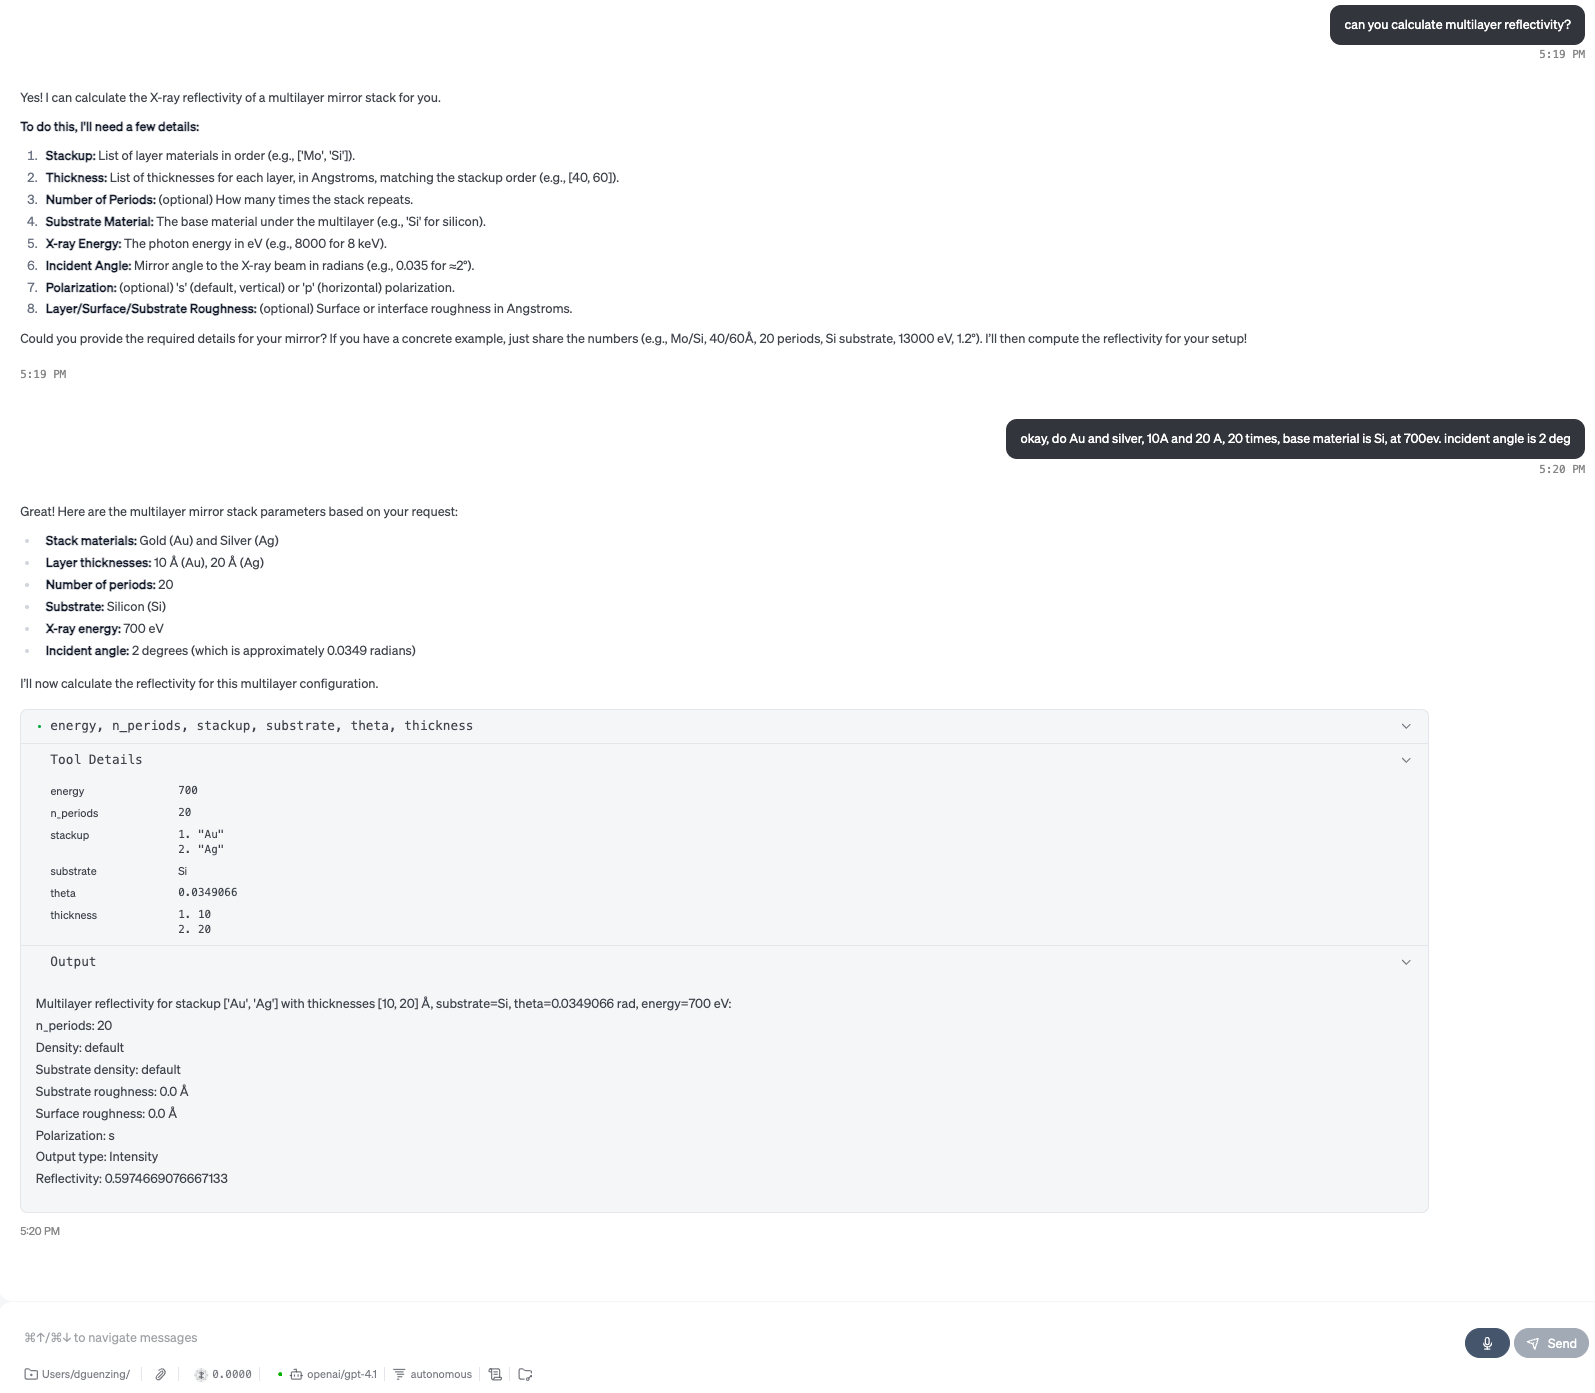 can you calculate multilayer reflectivity?
5:19 PM
Yes! I can calculate the X-ray reflectivity of a multilayer mirror stack for you.
To do this, I'll need a few details:
1. Stackup: List of layer materials in order (e.g., ['Mo', 'Si']).
2. Thickness: List of thicknesses for each layer, in Angstroms, matching the stackup order (e.g., [40, 60]).
3. Number of Periods: (optional) How many times the stack repeats.
4. Substrate Material: The base material under the multilayer (e.g., 'Si' for silicon).
5. X-ray Energy: The photon energy in eV (e.g., 8000 for 8 keV).
6. Incident Angle: Mirror angle to the X-ray beam in radians (e.g., 0.035 for ≈2°).
7. Polarization: (optional) 's' (default, vertical) or 'p' (horizontal) polarization.
8. Layer/Surface/Substrate Roughness: (optional) Surface or interface roughness in Angstroms.
Could you provide the required details for your mirror? If you have a concrete example, just share the numbers (e.g., Mo/Si, 40/60Å, 20 periods, Si substrate, 13000 eV, 1.2°). I'll then compute the reflectivity for your setup!
5:19 PM
okay, do Au and silver, 10A and 20 A, 20 times, base material is Si, at 700ev. incident angle is 2 deg
5:20 PM
Great! Here are the multilayer mirror stack parameters based on your request:
• Stack materials: Gold (Au) and Silver (Ag)
• Layer thicknesses: 10 Å (Au), 20 Å (Ag)
• Number of periods: 20
• Substrate: Silicon (Si)
• X-ray energy: 700 eV
• Incident angle: 2 degrees (which is approximately 0.0349 radians)
I'll now calculate the reflectivity for this multilayer configuration.
energy, n_periods, stackup, substrate, theta, thickness
Tool Details
energy 700
n_periods 20
stackup 1. "Au"
2. "Ag"
substrate Si
theta 0.0349066
thickness 1. 10
2. 20
Output
Multilayer reflectivity for stackup ['Au', 'Ag'] with thicknesses [10, 20] Å, substrate=Si, theta=0.0349066 rad, energy=700 eV:
n_periods: 20
Density: default
Substrate density: default
Substrate roughness: 0.0 Å
Surface roughness: 0.0 Å
Polarization: s
Output type: Intensity
Reflectivity: 0.5974669076667133
5:20 PM
⌘↑/⌘↓ to navigate messages
Send
Users/dguenzing/ 0.0000 openai/gpt-4.1 autonomous